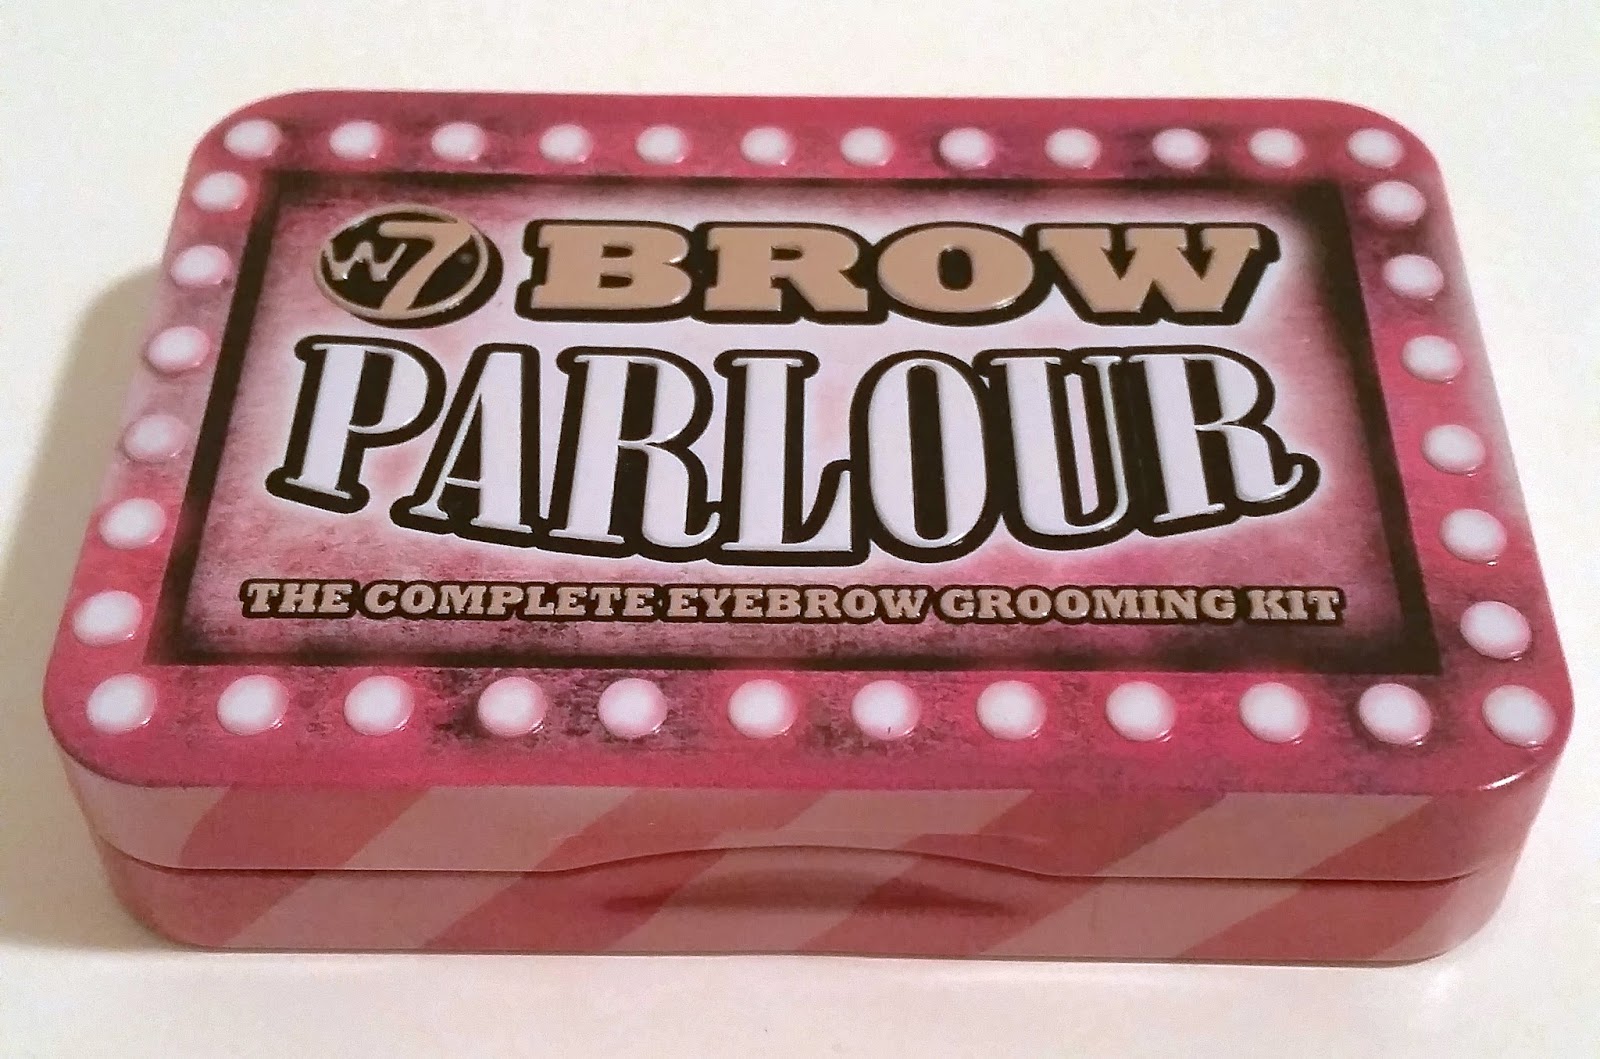 W7 BROW
PARLOUR
THE COMPLETE EYEBROW GROOMING KIT